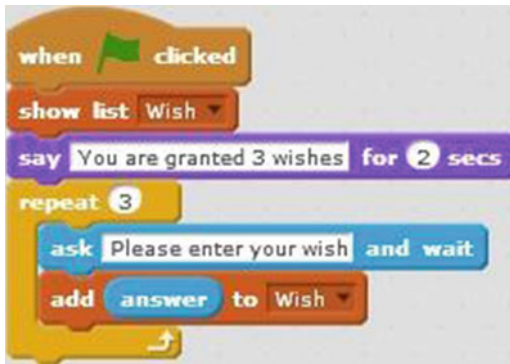 when clicked
show list Wish
say You are granted 3 wishes for 2 secs
repeat 3
ask Please enter your wish and wait
add answer to Wish